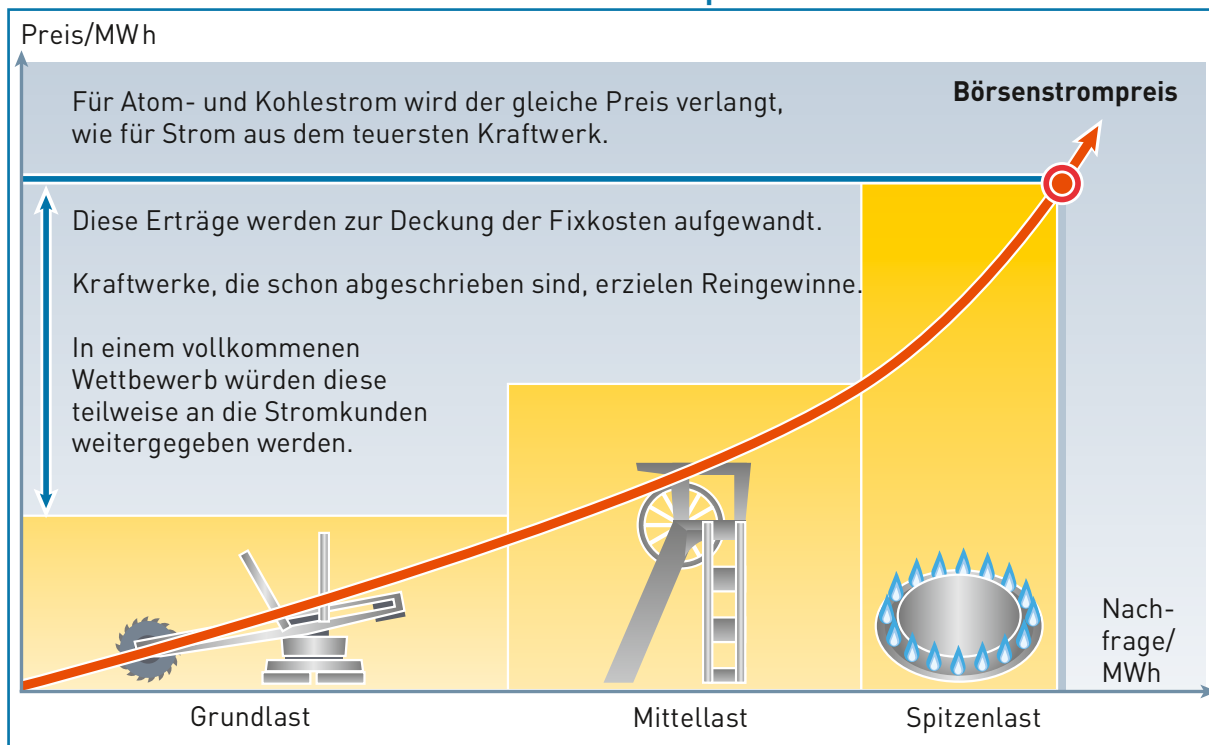 Preis/MWh
Für Atom- und Kohlestrom wird der gleiche Preis verlangt,
wie für Strom aus dem teuersten Kraftwerk.
Börsenstrompreis
Diese Erträge werden zur Deckung der Fixkosten aufgewandt.
Kraftwerke, die schon abgeschrieben sind, erzielen Reingewinne.
In einem vollkommenen
Wettbewerb würden diese
teilweise an die Stromkunden
weitergegeben werden.
Nach-
frage/
MWh
Grundlast
Mittellast
Spitzenlast